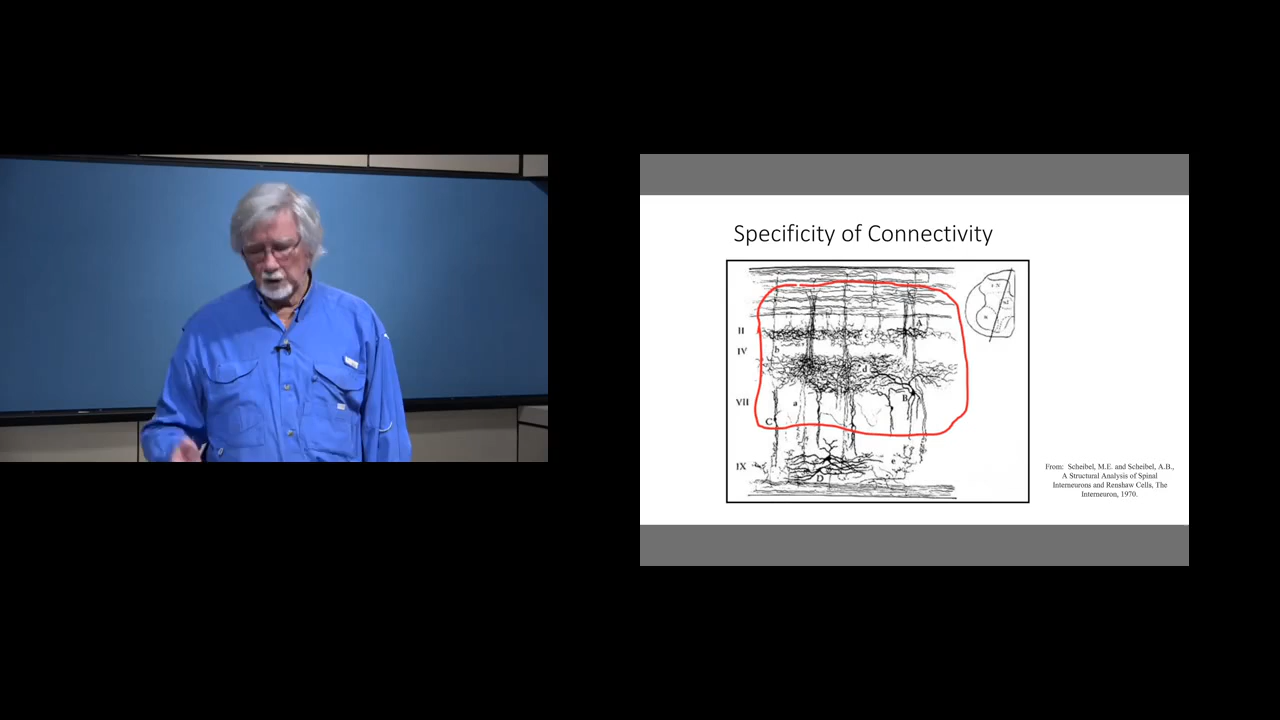 Specificity of Connectivity
II
A
IV
b
d
VII
a
B
C
IX
e
D
From: Scheibel, M.E. and Scheibel, A.B.,
A Structural Analysis of Spinal
Interneurons and Renshaw Cells, The
Interneuron, 1970.